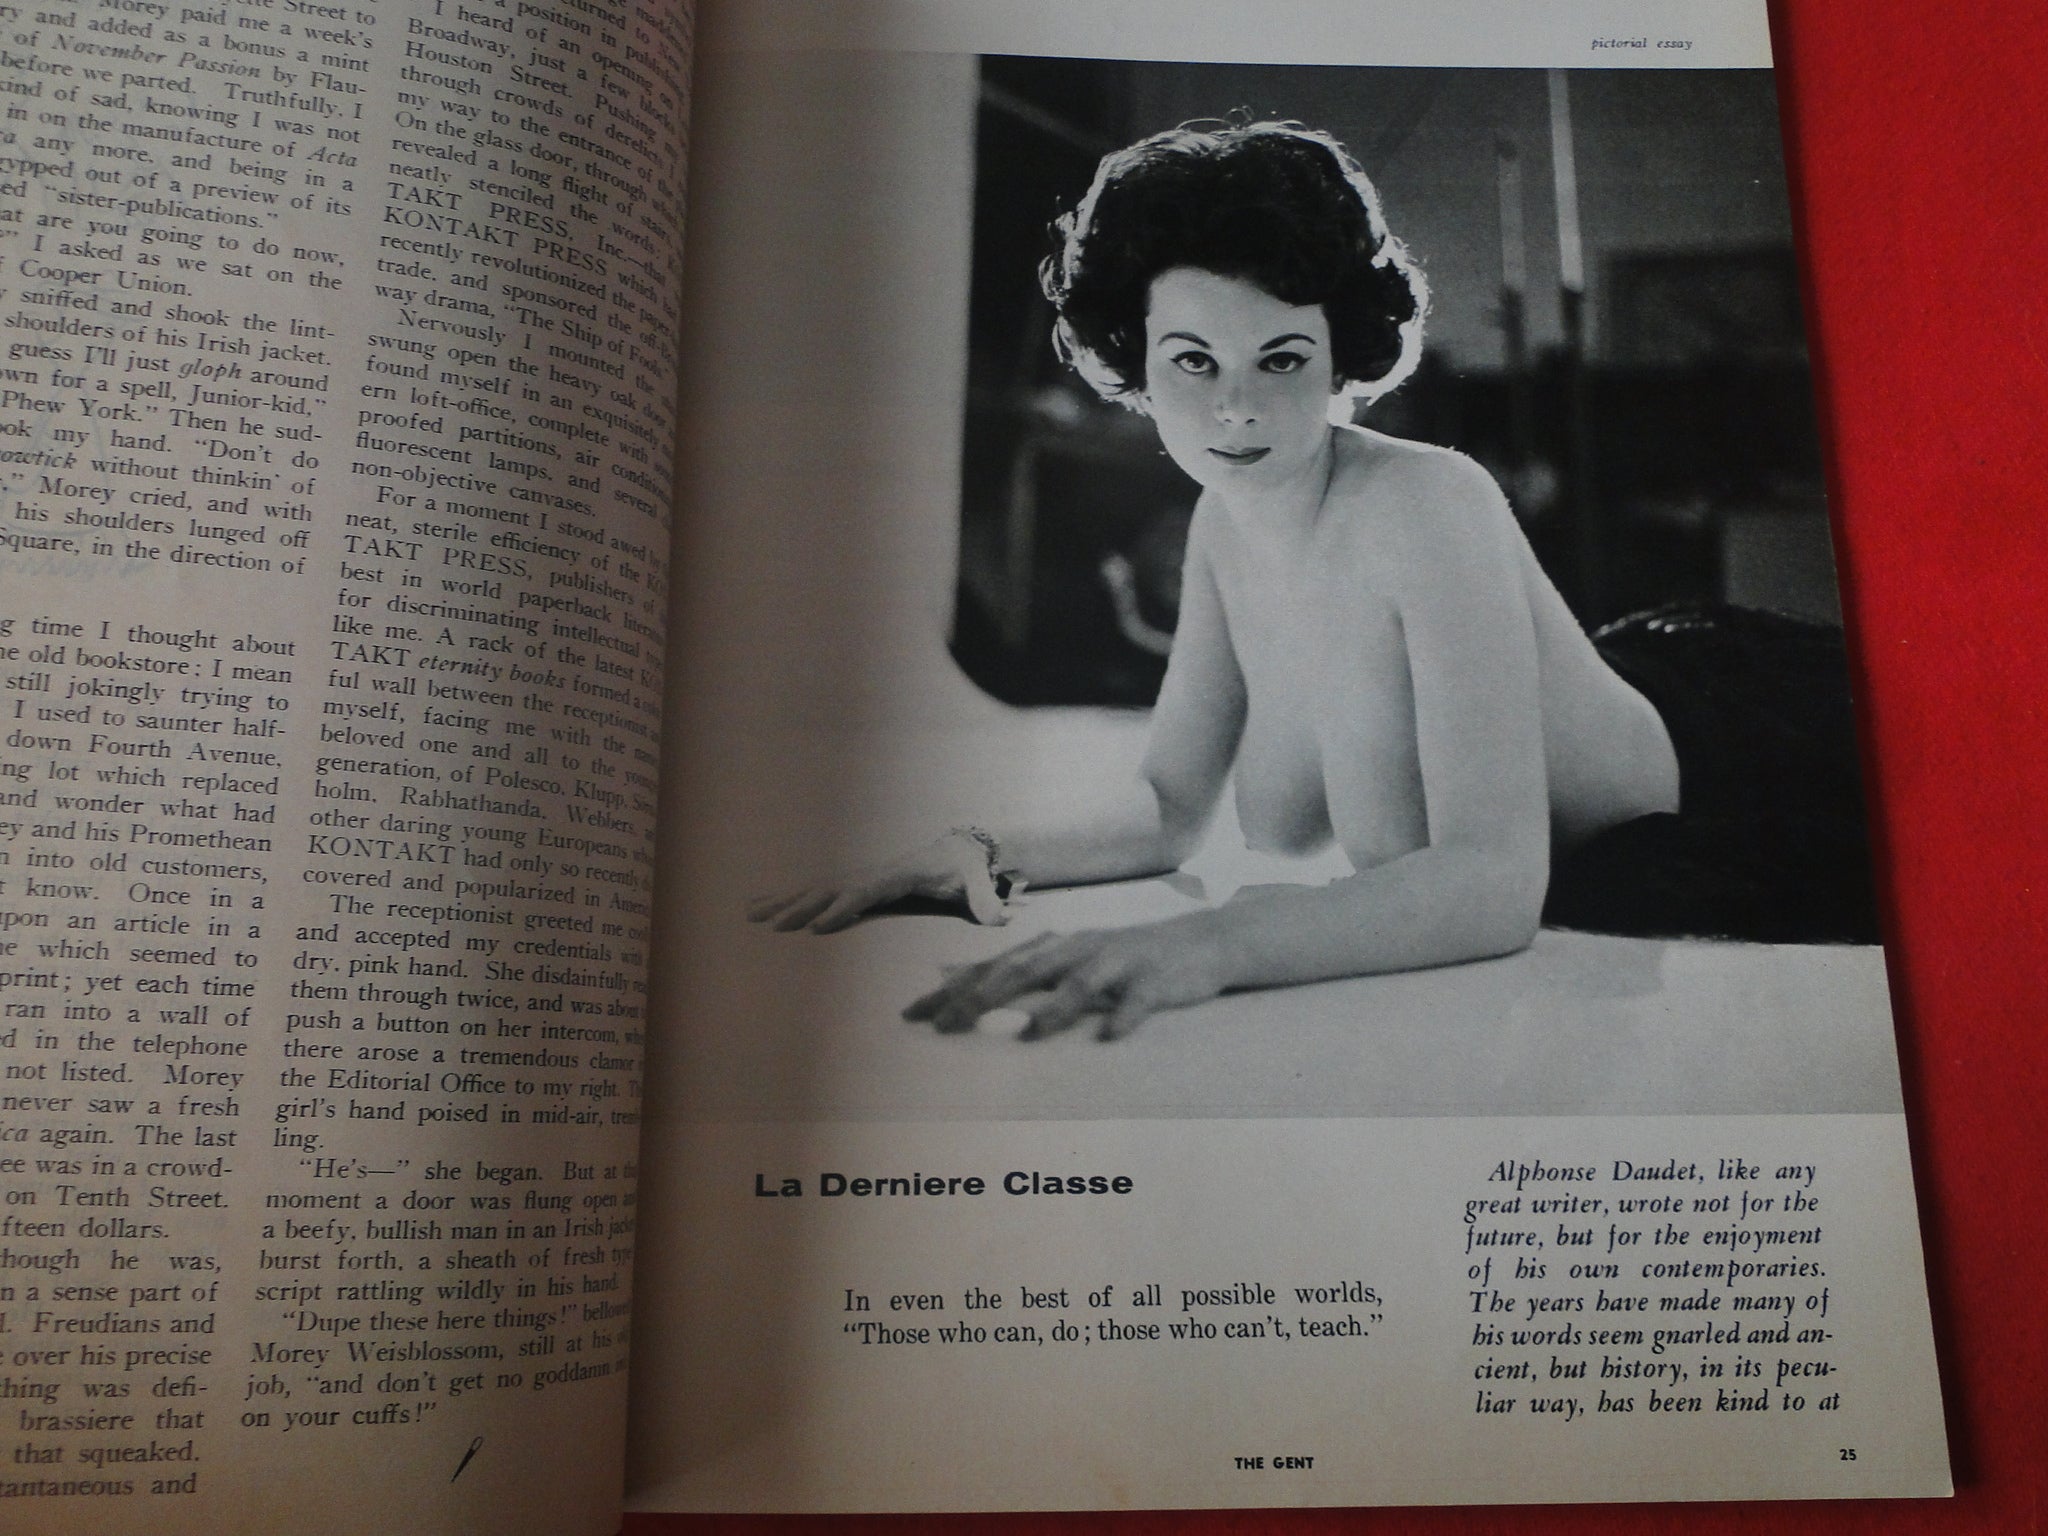 Street to
Morey paid me a week's
and added as a bonus a mint
of November Passion by Flau-
before we parted. Truthfully, I
kind of sad, knowing I was not
in on the manufacture of Acta
any more, and being in a
gypped out of a preview of its
"sister-publications."
are you going to do now,
I asked as we sat on the
Cooper Union.
sniffed and shook the lint-
shoulders of his Irish jacket.
guess I'll just gloph around
for a spell, Junior-kid,"
Phew York." Then he sud-
my hand. "Don't do
without thinkin' of
Morey cried, and with
his shoulders lunged off
Square, in the direction of
time I thought about
old bookstore; I mean
still jokingly trying to
I used to saunter half-
down Fourth Avenue,
lot which replaced
and wonder what had
and his Promethean
into old customers,
know. Once in a
upon an article in a
which seemed to
print; yet each time
ran into a wall of
in the telephone
not listed. Morey
never saw a fresh
again. The last
was in a crowd-
on Tenth Street.
dollars.
he was,
in a sense part of
Freudians and
over his precise
was defi-
brassiere that
that squeaked.
and
a position in
I heard of an opening on
Broadway, just a few blocks
Houston Street. Pushing my
through crowds of derelicts, I
my way to the entrance of the
On the glass door, through which
revealed a long flight of stairs,
neatly stenciled the words:
TAKT PRESS, Inc.—that
KONTAKT PRESS which had
recently revolutionized the
trade, and sponsored the
way drama, "The Ship of Fools."
Nervously I mounted the
swung open the heavy oak door
found myself in an exquisitely
ern loft-office, complete with
proofed partitions, air
fluorescent lamps, and several
non-objective canvases.
For a moment I stood awed by
neat, sterile efficiency of the
TAKT PRESS, publishers of
best in world paperback
for discriminating intellectual
like me. A rack of the latest
TAKT eternity books formed a
ful wall between the receptionist
myself, facing me with the
beloved one and all to the
generation, of Polesco, Klupp,
holm, Rabhathanda, Webbers,
other daring young Europeans
KONTAKT had only so recently
covered and popularized in
The receptionist greeted me
and accepted my credentials with
dry, pink hand. She disdainfully
them through twice, and was about
push a button on her intercom,
there arose a tremendous clamor
the Editorial Office to my right.
girl's hand poised in mid-air, trem-
ling.
"He's—" she began. But at
moment a door was flung open
a beefy, bullish man in an Irish
burst forth, a sheath of fresh
script rattling wildly in his hand.
"Dupe these here things!"
Morey Weisblossom, still at his
job, "and don't get no goddamn
on your cuffs!"
pictorial essay
La Derniere Classe
In even the best of all possible worlds,
"Those who can, do; those who can't, teach."
Alphonse Daudet, like any
great writer, wrote not for the
future, but for the enjoyment
of his own contemporaries.
The years have made many of
his words seem gnarled and an-
cient, but history, in its pecu-
liar way, has been kind to at
THE GENT
25